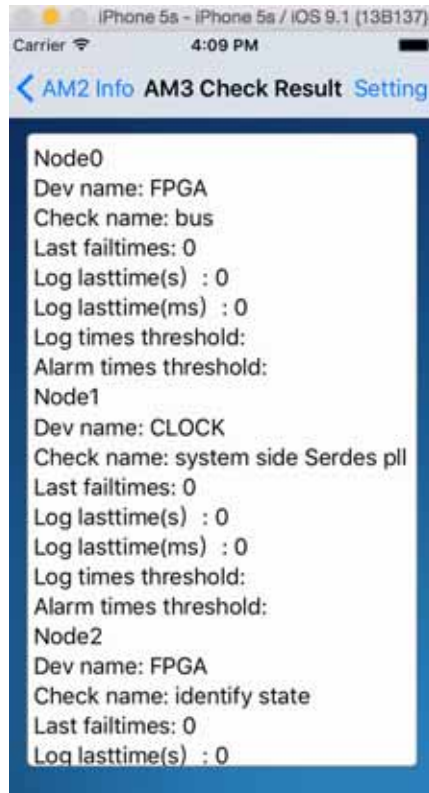 iPhone 5s - iPhone 5s / iOS 9.1 (13B137)
Carrier 4:09 PM
AM2 Info AM3 Check Result Setting
Node0
Dev name: FPGA
Check name: bus
Last failtimes: 0
Log lasttime(s) : 0
Log lasttime(ms) : 0
Log times threshold:
Alarm times threshold:
Node1
Dev name: CLOCK
Check name: system side Serdes pll
Last failtimes: 0
Log lasttime(s) : 0
Log lasttime(ms) : 0
Log times threshold:
Alarm times threshold:
Node2
Dev name: FPGA
Check name: identify state
Last failtimes: 0
Log lasttime(s) : 0